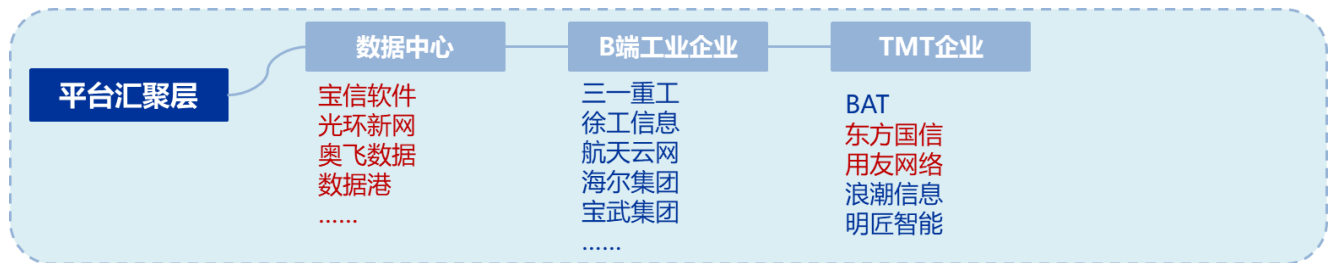 平台汇聚层
数据中心
宝信软件
光环新网
奥飞数据
数据港
……
B端工业企业
三一重工
徐工信息
航天云网
海尔集团
宝武集团
……
TMT企业
BAT
东方国信
用友网络
浪潮信息
明匠智能